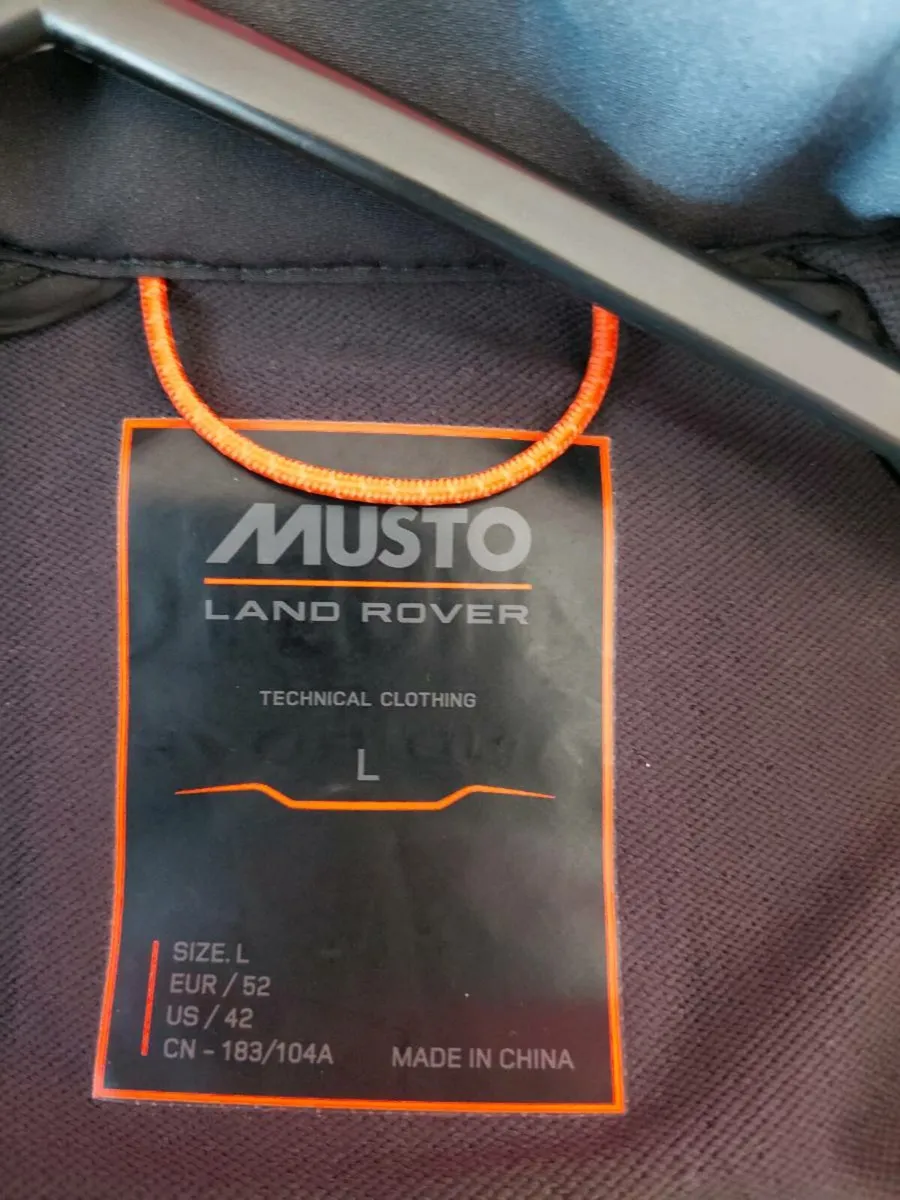 MUSTO
LAND ROVER
TECHNICAL CLOTHING
L
SIZE. L
EUR / 52
US / 42
CN - 183/104A
MADE IN CHINA